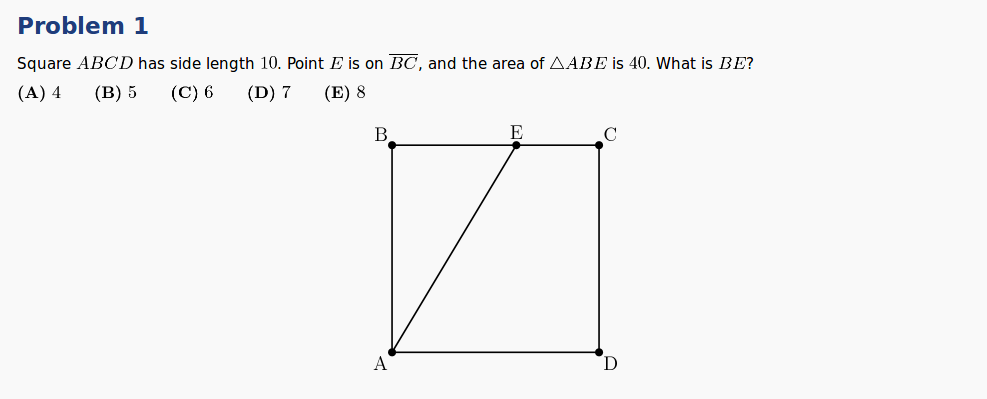 Problem 1
Square ABCD has side length 10. Point E is on \overline{BC}, and the area of △ABE is 40. What is BE?
(A) 4 (B) 5 (C) 6 (D) 7 (E) 8
B E C
A D